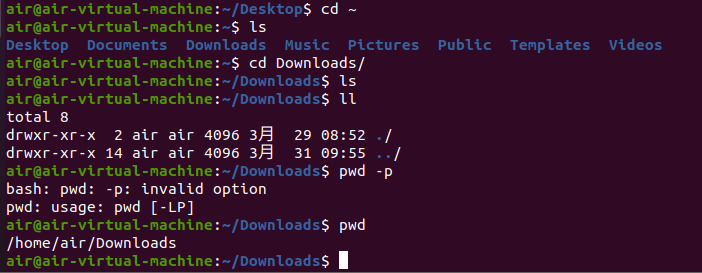 air@air-virtual-machine:~/Desktop$ cd ~
air@air-virtual-machine:~$ ls
Desktop  Documents  Downloads  Music  Pictures  Public  Templates  Videos
air@air-virtual-machine:~$ cd Downloads/
air@air-virtual-machine:~/Downloads$ ls
air@air-virtual-machine:~/Downloads$ ll
total 8
drwxr-xr-x  2 air air 4096 3月  29 08:52 ./
drwxr-xr-x 14 air air 4096 3月  31 09:55 ../
air@air-virtual-machine:~/Downloads$ pwd -p
bash: pwd: -p: invalid option
pwd: usage: pwd [-LP]
air@air-virtual-machine:~/Downloads$ pwd
/home/air/Downloads
air@air-virtual-machine:~/Downloads$